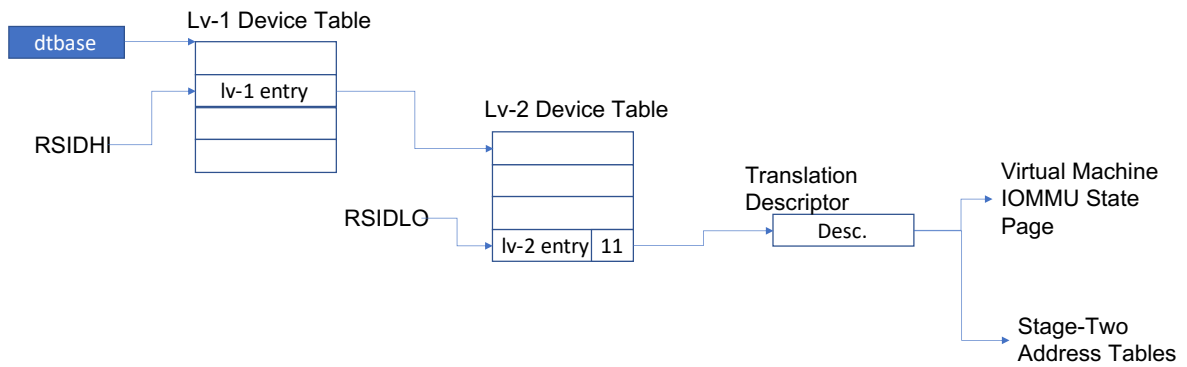 Lv-1 Device Table
dtbase
lv-1 entry
Lv-2 Device Table
RSIDHI
Translation
Descriptor
Virtual Machine
IOMMU State
Page
RSIDLO
Desc.
lv-2 entry 11
Stage-Two
Address Tables